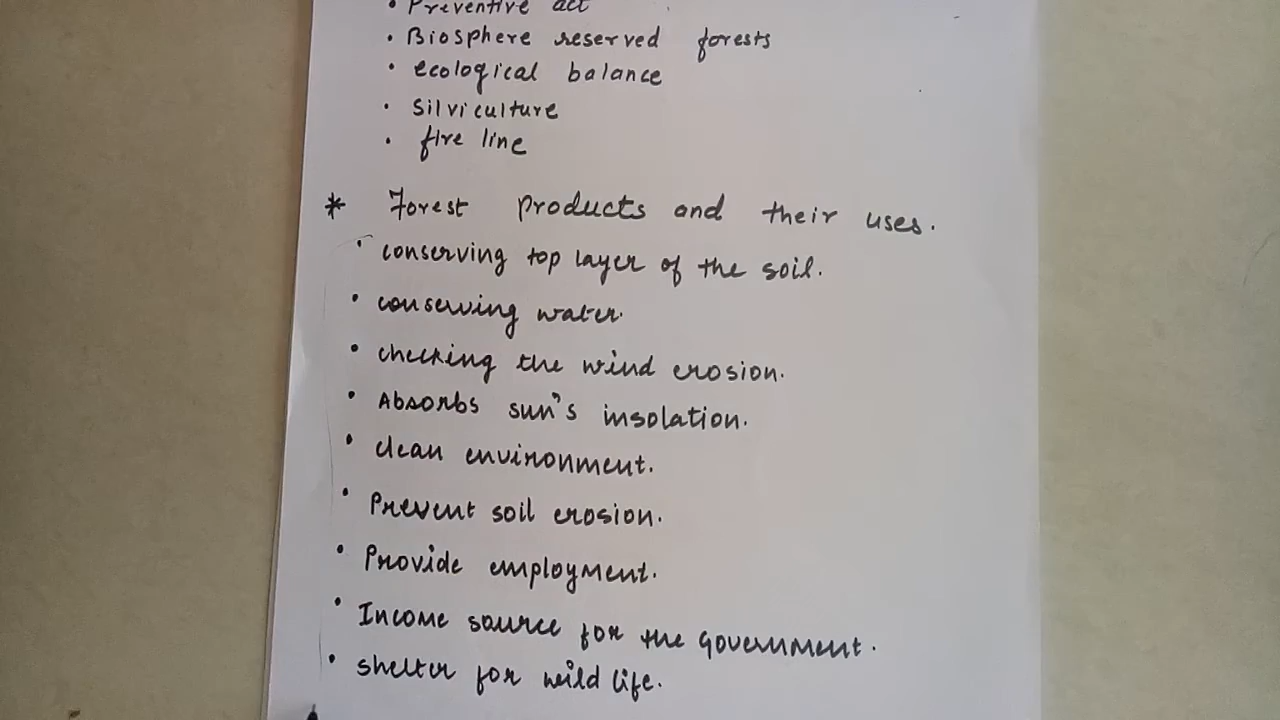 • Preventive act
• Biosphere reserved forests
• ecological balance
• Silviculture
• fire line
* Forest products and their uses.
• conserving top layer of the soil.
• conserving water.
• checking the wind erosion.
• Absorbs sun's insolation.
• clean environment.
• Prevent soil erosion.
• Provide employment.
• Income source for the Government.
• shelter for wild life.